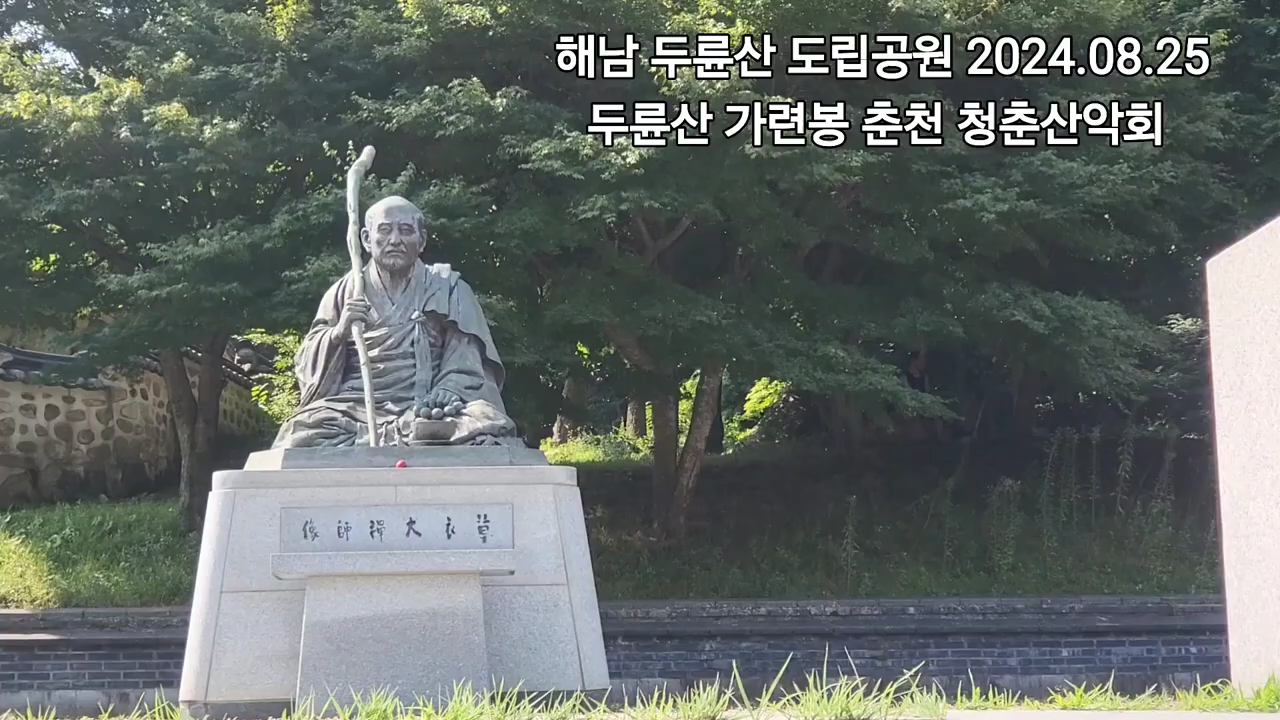 해남 두륜산 도립공원 2024.08.25
두륜산 가련봉 춘천 청춘산악회
草衣大禪師像